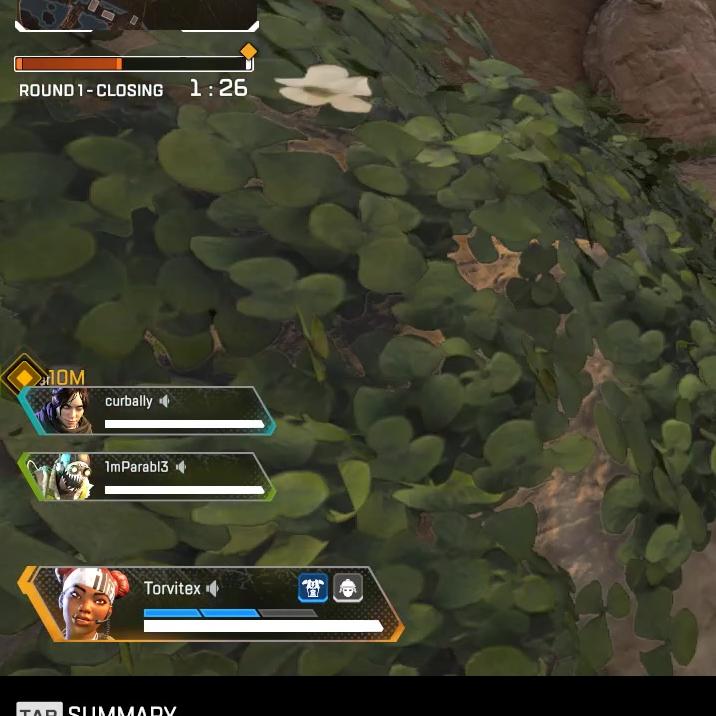 ROUND 1 - CLOSING 1:26
10M
curbally
1mParabl3
Torvitex
TAB SUMMARY